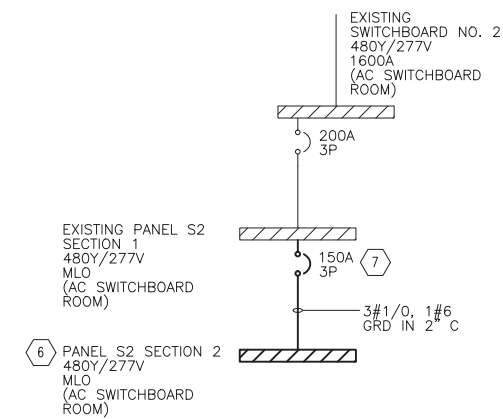 EXISTING
SWITCHBOARD NO. 2
480Y/277V
1600A
(AC SWITCHBOARD
ROOM)
200A
3P
EXISTING PANEL S2
SECTION 1
480Y/277V
MLO
(AC SWITCHBOARD
ROOM)
150A
3P
7
3#1/0, 1#6
GRD IN 2" C
6
PANEL S2 SECTION 2
480Y/277V
MLO
(AC SWITCHBOARD
ROOM)